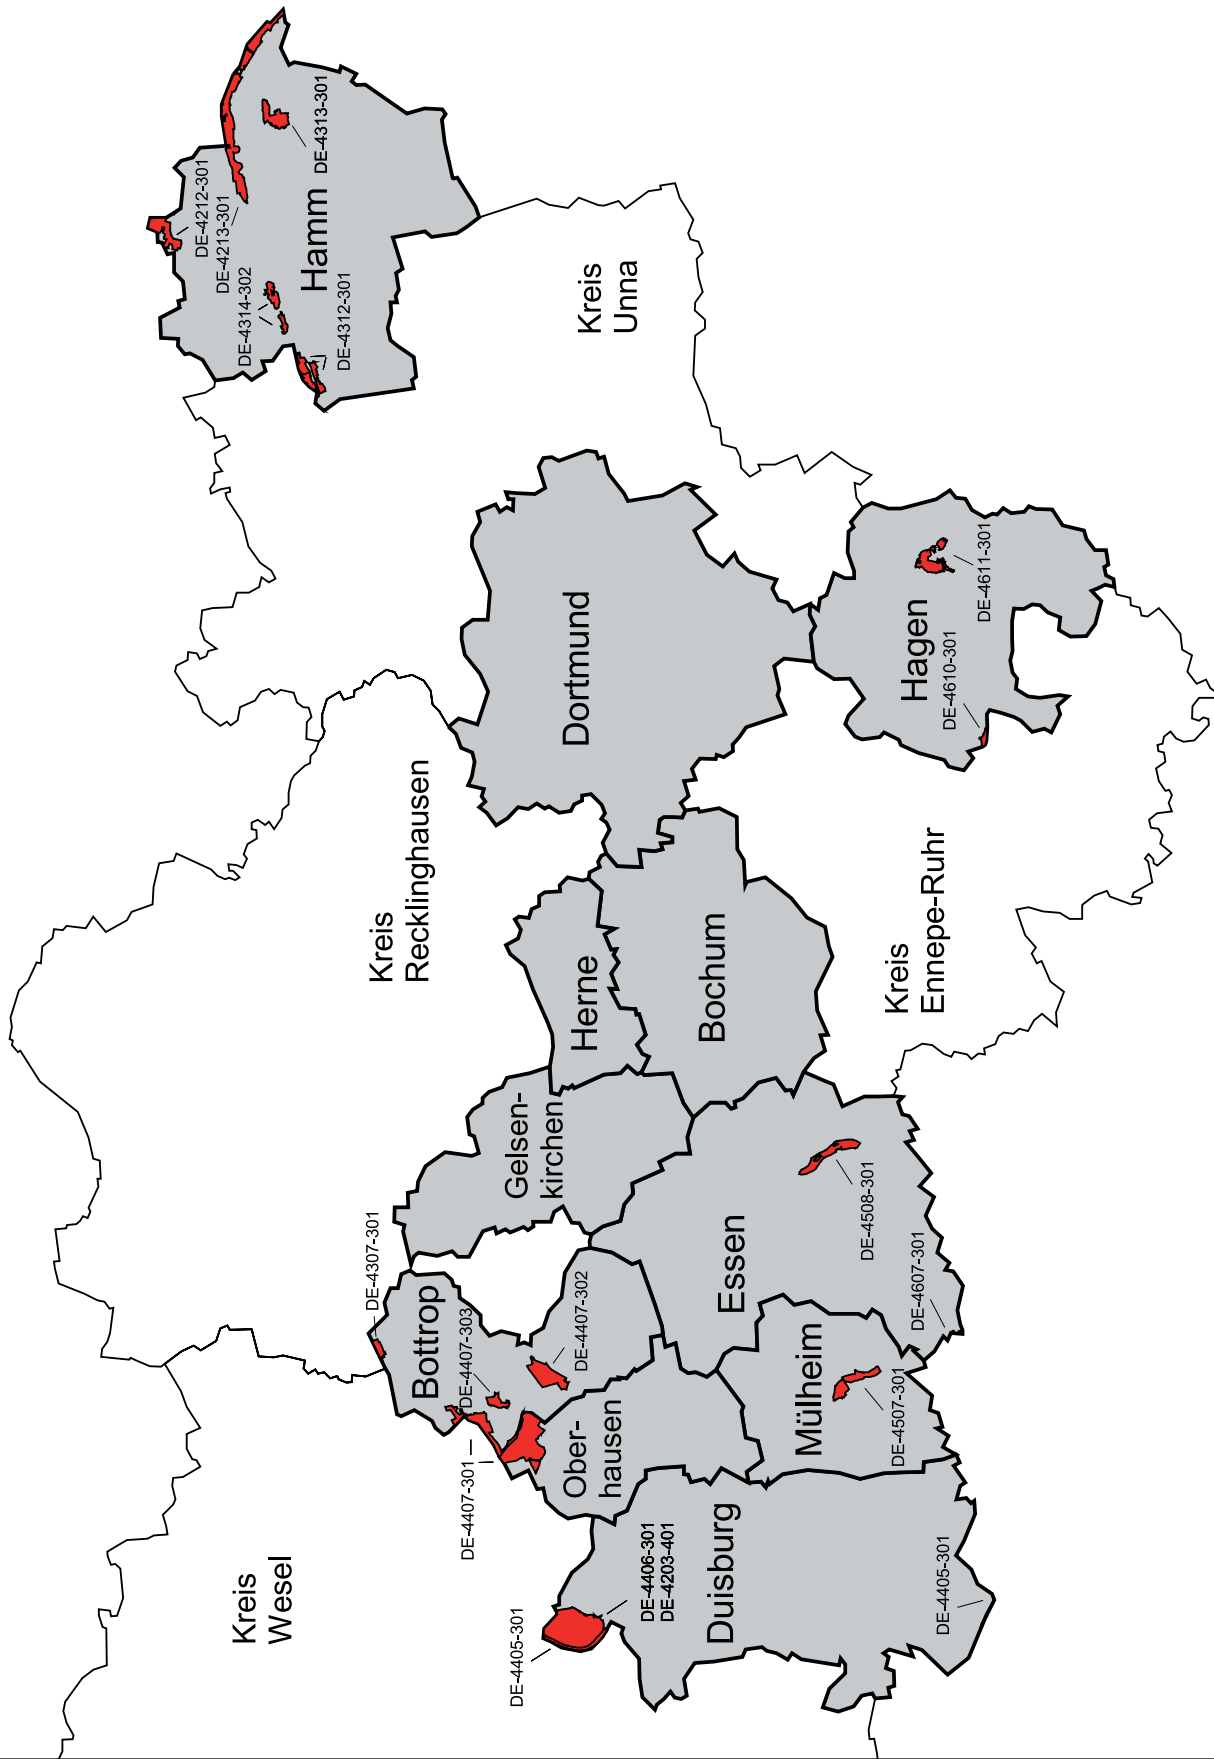 DE-4212-301
DE-4213-301
DE-4314-302
DE-4313-301
Hamm
DE-4312-301
Kreis
Unna
Dortmund
Hagen
DE-4611-301
DE-4610-301
Kreis
Recklinghausen
Herne
Bochum
Kreis
Ennepe-Ruhr
Gelsen-
kirchen
Essen
DE-4508-301
DE-4607-301
DE-4307-301
Bottrop
DE-4407-303
DE-4407-302
DE-4407-301
Ober-
hausen
Mülheim
DE-4507-301
Kreis
Wesel
DE-4405-301
DE-4406-301
DE-4203-401
Duisburg
DE-4405-301